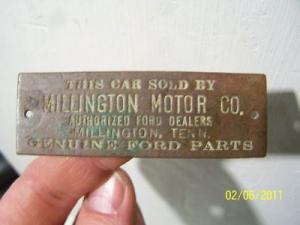 THIS CAR SOLD BY
MILLINGTON MOTOR CO.
AUTHORIZED FORD DEALERS
MILLINGTON, TENN.
GENUINE FORD PARTS
02/06/2011